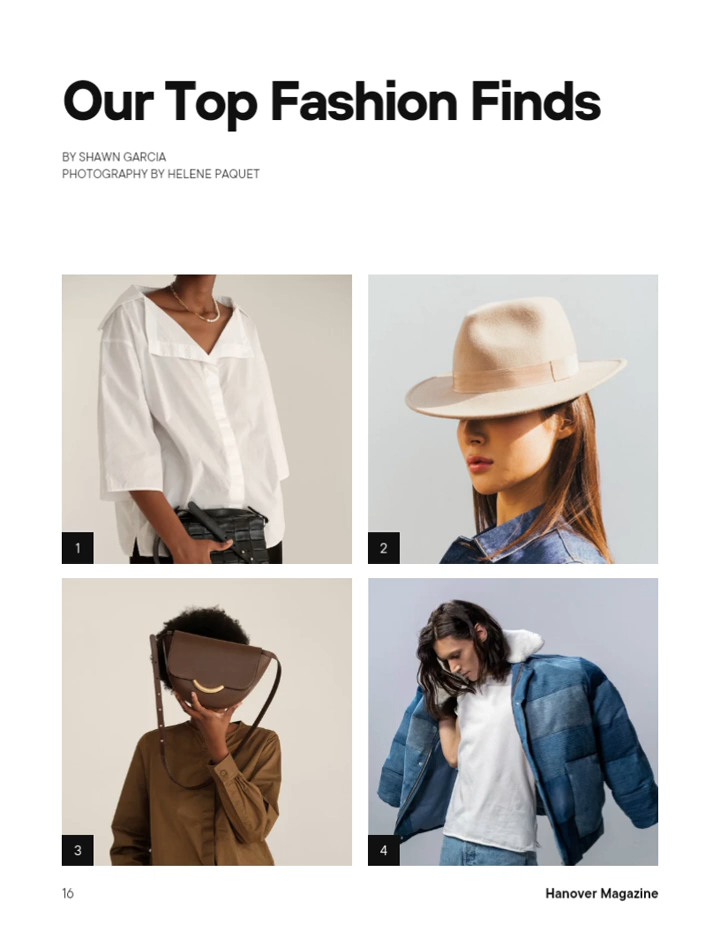 Our Top Fashion Finds
BY SHAWN GARCIA
PHOTOGRAPHY BY HELENE PAQUET
1
2
3
4
16
Hanover Magazine